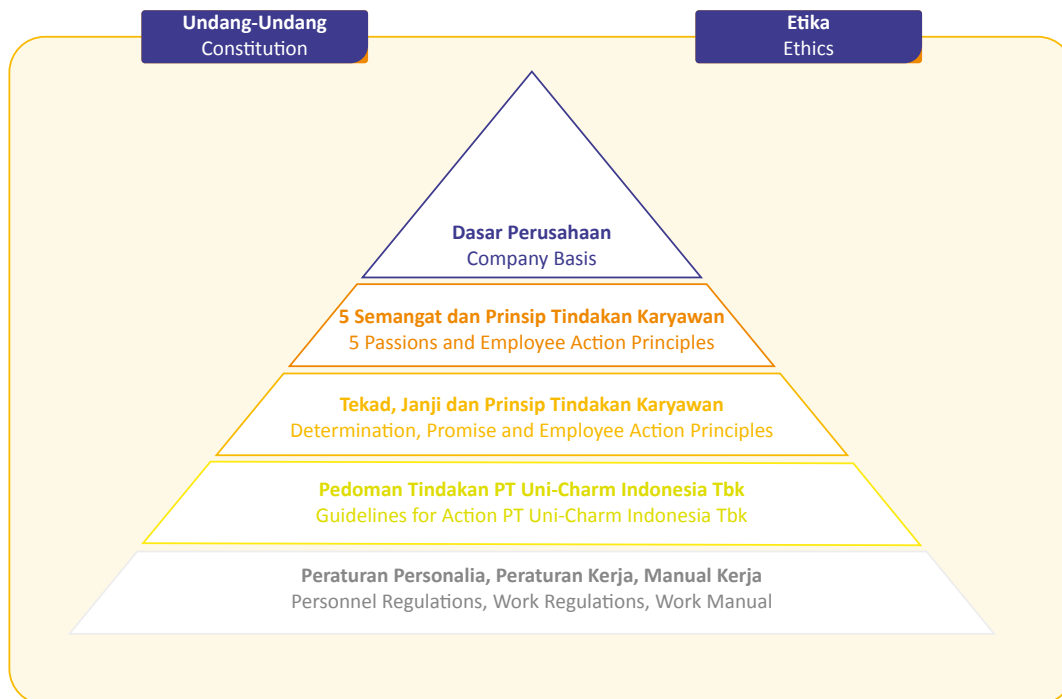 Undang-Undang
Constitution
Etika
Ethics
Dasar Perusahaan
Company Basis
5 Semangat dan Prinsip Tindakan Karyawan
5 Passions and Employee Action Principles
Tekad, Janji dan Prinsip Tindakan Karyawan
Determination, Promise and Employee Action Principles
Pedoman Tindakan PT Uni-Charm Indonesia Tbk
Guidelines for Action PT Uni-Charm Indonesia Tbk
Peraturan Personalia, Peraturan Kerja, Manual Kerja
Personnel Regulations, Work Regulations, Work Manual